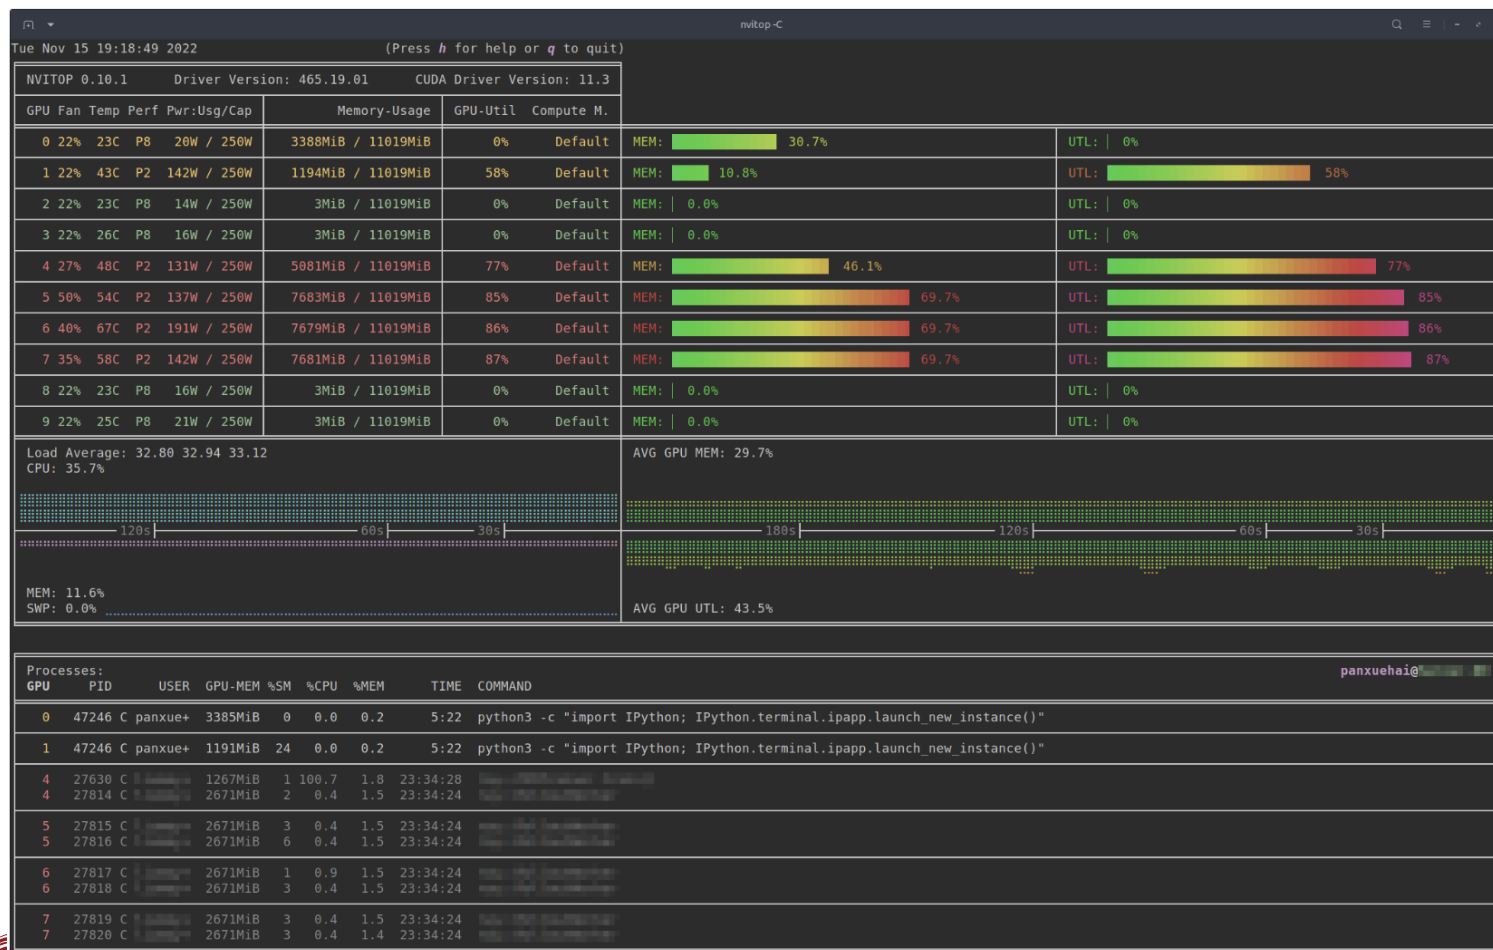 nvitop -C
Tue Nov 15 19:18:49 2022 (Press h for help or q to quit)
NVITOP 0.10.1 Driver Version: 465.19.01 CUDA Driver Version: 11.3
GPU Fan Temp Perf Pwr:Usg/Cap Memory-Usage GPU-Util Compute M.
0 22% 23C P8 20W / 250W 3388MiB / 11019MiB 0% Default MEM: 30.7% UTL: 0%
1 22% 43C P2 142W / 250W 1194MiB / 11019MiB 58% Default MEM: 10.8% UTL: 58%
2 22% 23C P8 14W / 250W 3MiB / 11019MiB 0% Default MEM: 0.0% UTL: 0%
3 22% 26C P8 16W / 250W 3MiB / 11019MiB 0% Default MEM: 0.0% UTL: 0%
4 27% 48C P2 131W / 250W 5081MiB / 11019MiB 77% Default MEM: 46.1% UTL: 77%
5 50% 54C P2 137W / 250W 7683MiB / 11019MiB 85% Default MEM: 69.7% UTL: 85%
6 40% 67C P2 191W / 250W 7679MiB / 11019MiB 86% Default MEM: 69.7% UTL: 86%
7 35% 58C P2 142W / 250W 7681MiB / 11019MiB 87% Default MEM: 69.7% UTL: 87%
8 22% 23C P8 16W / 250W 3MiB / 11019MiB 0% Default MEM: 0.0% UTL: 0%
9 22% 25C P8 21W / 250W 3MiB / 11019MiB 0% Default MEM: 0.0% UTL: 0%
Load Average: 32.80 32.94 33.12 AVG GPU MEM: 29.7%
CPU: 35.7%
120s 60s 30s 180s 120s 60s 30s
MEM: 11.6%
SWP: 0.0% AVG GPU UTL: 43.5%
Processes: panxuehai@
GPU PID USER GPU-MEM %SM %CPU %MEM TIME COMMAND
0 47246 C panxue+ 3385MiB 0 0.0 0.2 5:22 python3 -c "import IPython; IPython.terminal.ipapp.launch_new_instance()"
1 47246 C panxue+ 1191MiB 24 0.0 0.2 5:22 python3 -c "import IPython; IPython.terminal.ipapp.launch_new_instance()"
4 27630 C 1267MiB 1 100.7 1.8 23:34:28
4 27814 C 2671MiB 2 0.4 1.5 23:34:24
5 27815 C 2671MiB 3 0.4 1.5 23:34:24
5 27816 C 2671MiB 6 0.4 1.5 23:34:24
6 27817 C 2671MiB 1 0.9 1.5 23:34:24
6 27818 C 2671MiB 3 0.4 1.5 23:34:24
7 27819 C 2671MiB 3 0.4 1.5 23:34:24
7 27820 C 2671MiB 3 0.4 1.4 23:34:24